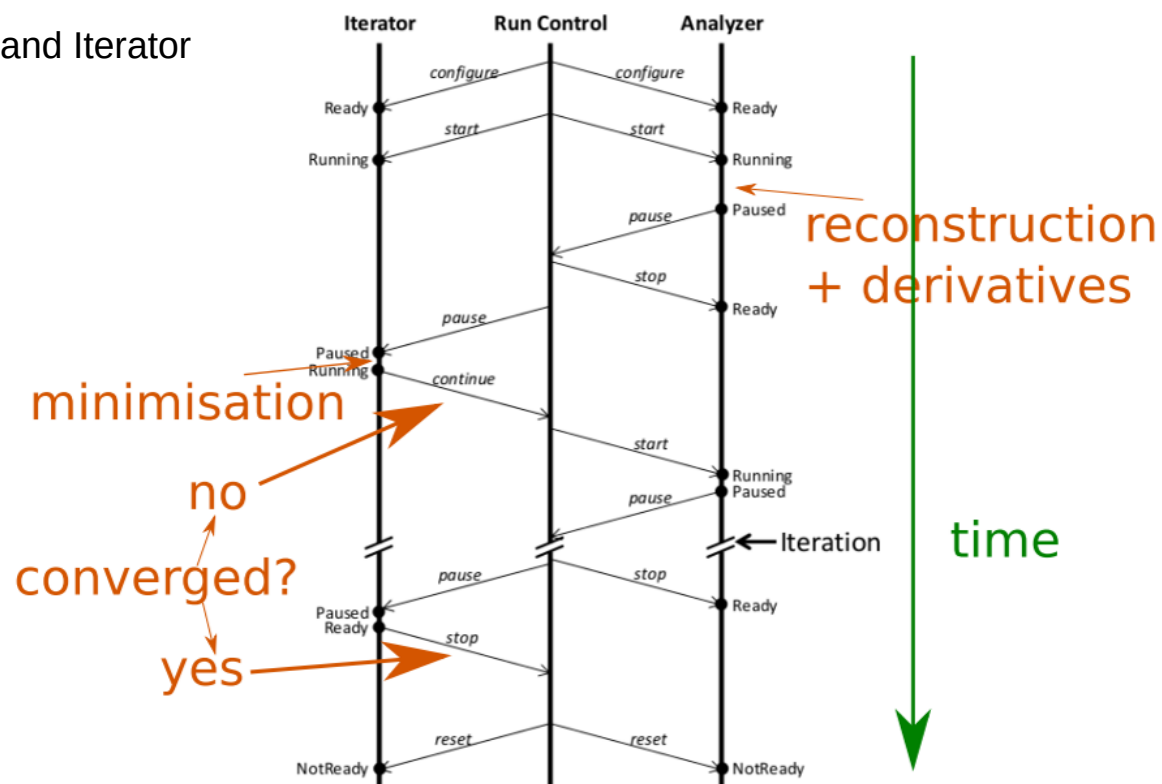 and Iterator
Iterator Run Control Analyzer
configure configure
Ready Ready
start start
Running Running
Paused
pause
reconstruction
+ derivatives
stop
Ready
pause
Paused
Running
continue
minimisation
start
Running
no
Paused
pause
Iteration
time
converged?
pause stop
Ready
Paused
Ready
stop
yes
reset reset
NotReady NotReady